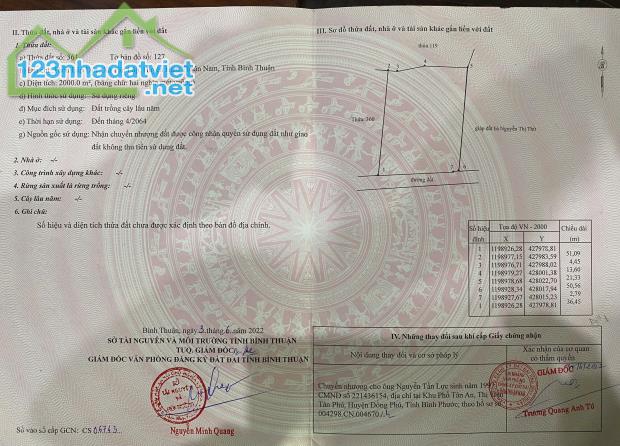 II. Thửa đất, nhà ở và tài sản khác gắn liền với đất
1. Thửa đất:
a) Thửa đất số: 361 Tờ bản đồ số: 127
123nhadatviet
.net
Nam, Tỉnh Bình Thuận
c) Diện tích: 2000.0 m², (bằng chữ: hai nghìn
d) Hình thức sử dụng: Sử dụng riêng
đ) Mục đích sử dụng: Đất trồng cây lâu năm
e) Thời hạn sử dụng: Đến tháng 4/2064
g) Nguồn gốc sử dụng: Nhận chuyển nhượng đất được công nhận quyền sử dụng đất như giao
đất không thu tiền sử dụng đất.
2. Nhà ở: -/-
3. Công trình xây dựng khác: -/-
4. Rừng sản xuất là rừng trồng: -/-
5. Cây lâu năm: -/-
6. Ghi chú:
Số hiệu và diện tích thửa đất chưa được xác định theo bản đồ địa chính.
Bình Thuận, ngày 3 tháng 6 năm 2022
SỞ TÀI NGUYÊN VÀ MÔI TRƯỜNG TỈNH BÌNH THUẬN
TUQ. GIÁM ĐỐC
GIÁM ĐỐC VĂN PHÒNG ĐĂNG KÝ ĐẤT ĐAI TỈNH BÌNH THUẬN
Nguyễn Minh Quang
Số vào sổ cấp GCN: CS
III. Sơ đồ thửa đất, nhà ở và tài sản khác gắn liền với đất
thửa 119
Thửa 360
giáp đất bà Nguyễn Thị Thứ
đường đất
Số hiệu đỉnh Tọa độ VN - 2000 Chiều dài (m)
X Y
1 1198926,28 427978,81
51,09
2 1198977,15 427983,59
4,45
3 1198976,71 427988,02
13,60
4 1198979,27 428001,38
21,33
5 1198978,68 428022,70
50,56
6 1198928,34 428017,94
2,79
7 1198927,67 428015,23
36,45
1 1198926,28 427978,81
IV. Những thay đổi sau khi cấp Giấy chứng nhận
Nội dung thay đổi và cơ sở pháp lý
Xác nhận của cơ quan
có thẩm quyền
Chuyển nhượng cho ông Nguyễn Tấn Lực sinh năm
CMND số 221436154, địa chỉ tại Khu Phố Tân An, Thị Trấn
Tân Phú, Huyện Đồng Phú, Tỉnh Bình Phước; theo hồ sơ số
004298.CN.004670
GIÁM ĐỐC
Trương Quang Anh Tú